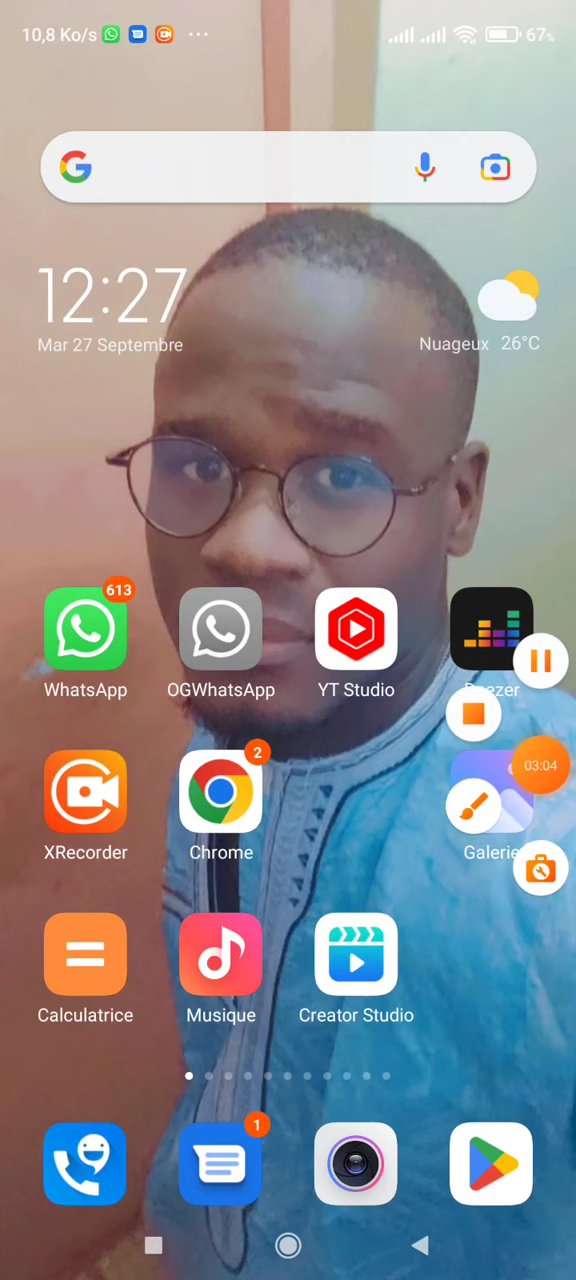 10,8 Ko/s ... 67%
12:27
Mar 27 Septembre
Nuageux 26°C
613
WhatsApp OGWhatsApp YT Studio
03:04
2
XRecorder Chrome Galerie
Calculatrice Musique Creator Studio
1